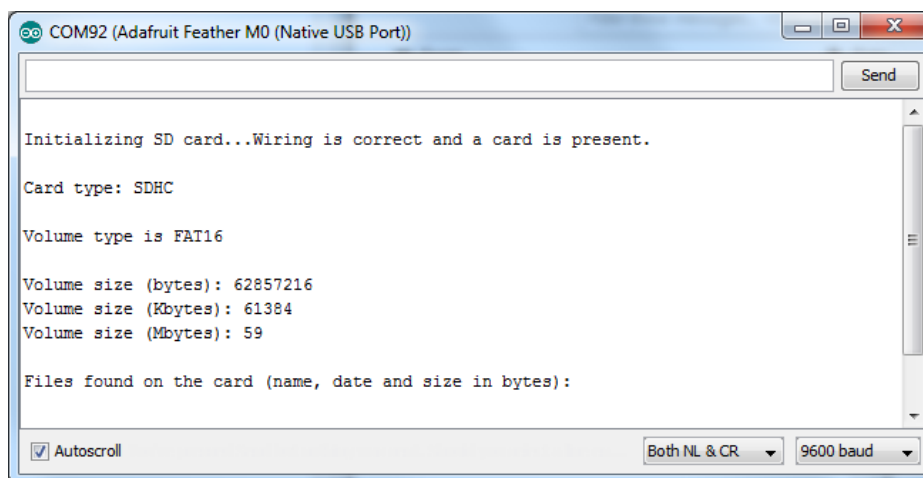 COM92 (Adafruit Feather M0 (Native USB Port))
Send
Initializing SD card...Wiring is correct and a card is present.
Card type: SDHC
Volume type is FAT16
Volume size (bytes): 62857216
Volume size (Kbytes): 61384
Volume size (Mbytes): 59
Files found on the card (name, date and size in bytes):
Autoscroll
Both NL & CR
9600 baud